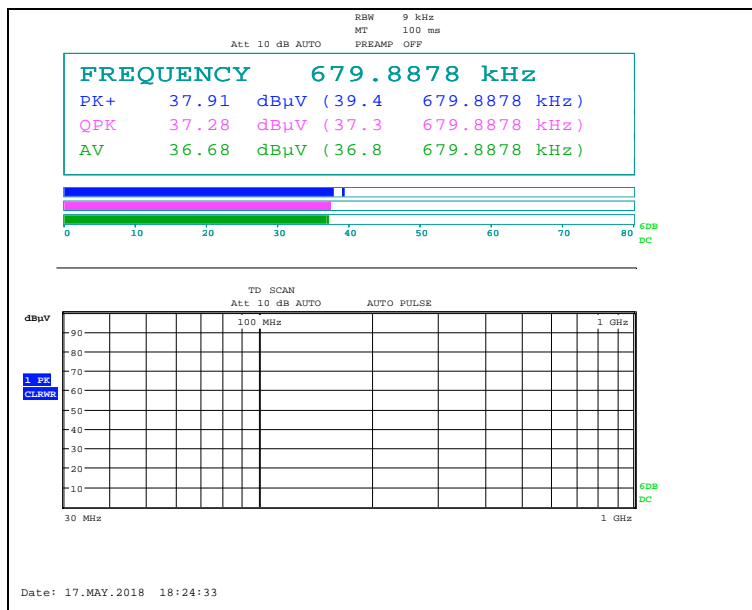 RBW 9 kHz
MT 100 ms
Att 10 dB AUTO PREAMP OFF
FREQUENCY 679.8878 kHz
PK+ 37.91 dBµV (39.4 679.8878 kHz)
QPK 37.28 dBµV (37.3 679.8878 kHz)
AV 36.68 dBµV (36.8 679.8878 kHz)
0 10 20 30 40 50 60 70 80
6DB
DC
TD SCAN
Att 10 dB AUTO AUTO PULSE
dBµV
100 MHz 1 GHz
90
80
70
1 PK
CLRWR
60
50
40
30
20
10
6DB
DC
30 MHz 1 GHz
Date: 17.MAY.2018 18:24:33